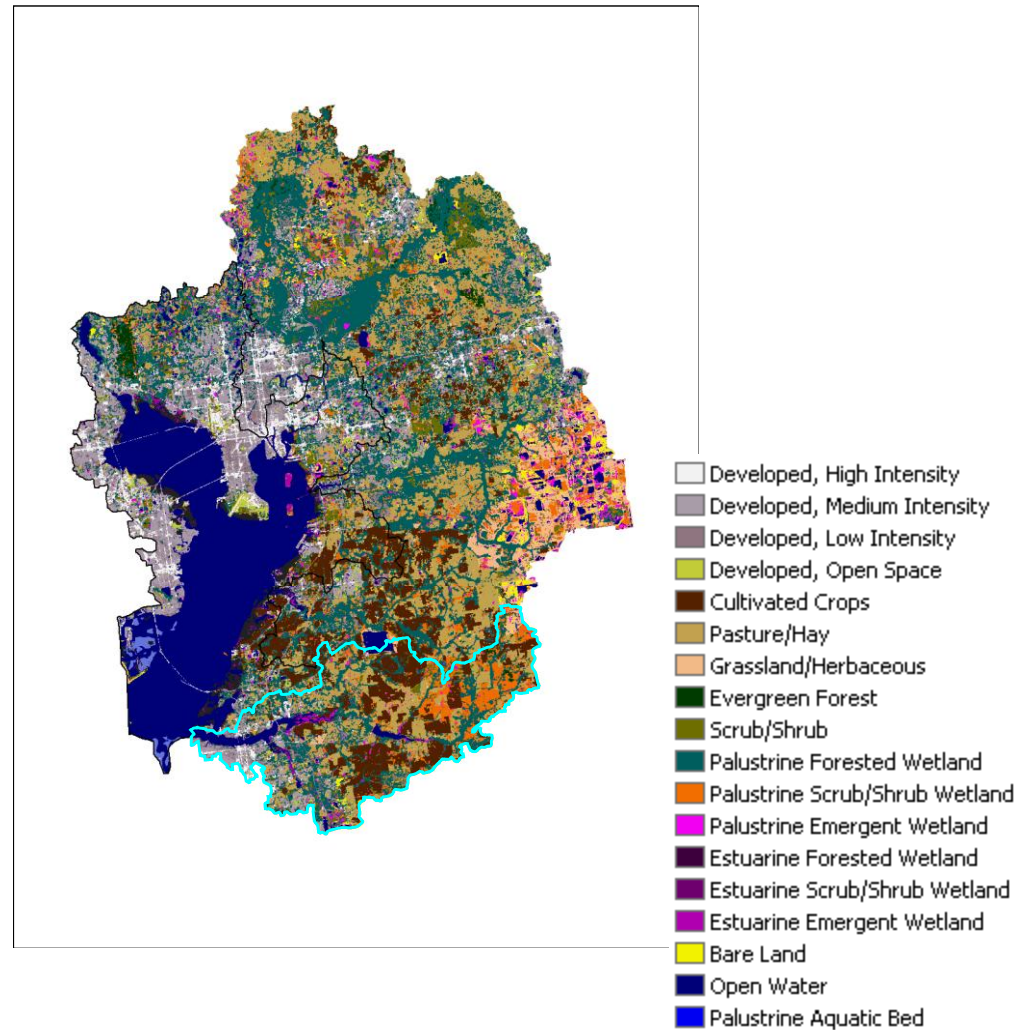 Developed, High Intensity
Developed, Medium Intensity
Developed, Low Intensity
Developed, Open Space
Cultivated Crops
Pasture/Hay
Grassland/Herbaceous
Evergreen Forest
Scrub/Shrub
Palustrine Forested Wetland
Palustrine Scrub/Shrub Wetland
Palustrine Emergent Wetland
Estuarine Forested Wetland
Estuarine Scrub/Shrub Wetland
Estuarine Emergent Wetland
Bare Land
Open Water
Palustrine Aquatic Bed